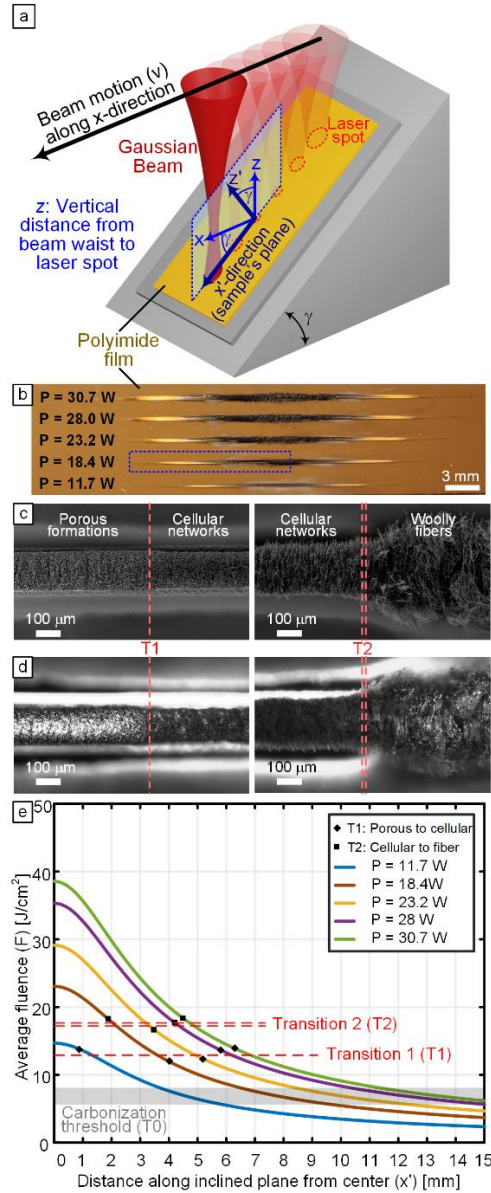 a
Beam motion (v)
along x-direction
Gaussian
Beam
Laser
spot
z
z'
γ
x
γ
z: Vertical
distance from
beam waist to
laser spot
x'-direction
(sample's plane)
γ
Polyimide
film
b
P = 30.7 W
P = 28.0 W
P = 23.2 W
P = 18.4 W
P = 11.7 W
3 mm
c
Porous
formations
Cellular
networks
Cellular
networks
Woolly
fibers
100 µm
100 µm
T1
T2
d
100 µm
100 µm
e
50
40
30
20
10
0
Average fluence (F) [J/cm²]
T1: Porous to cellular
T2: Cellular to fiber
P = 11.7 W
P = 18.4W
P = 23.2 W
P = 28 W
P = 30.7 W
Transition 2 (T2)
Transition 1 (T1)
Carbonization
threshold (T0)
0 1 2 3 4 5 6 7 8 9 10 11 12 13 14 15
Distance along inclined plane from center (x') [mm]